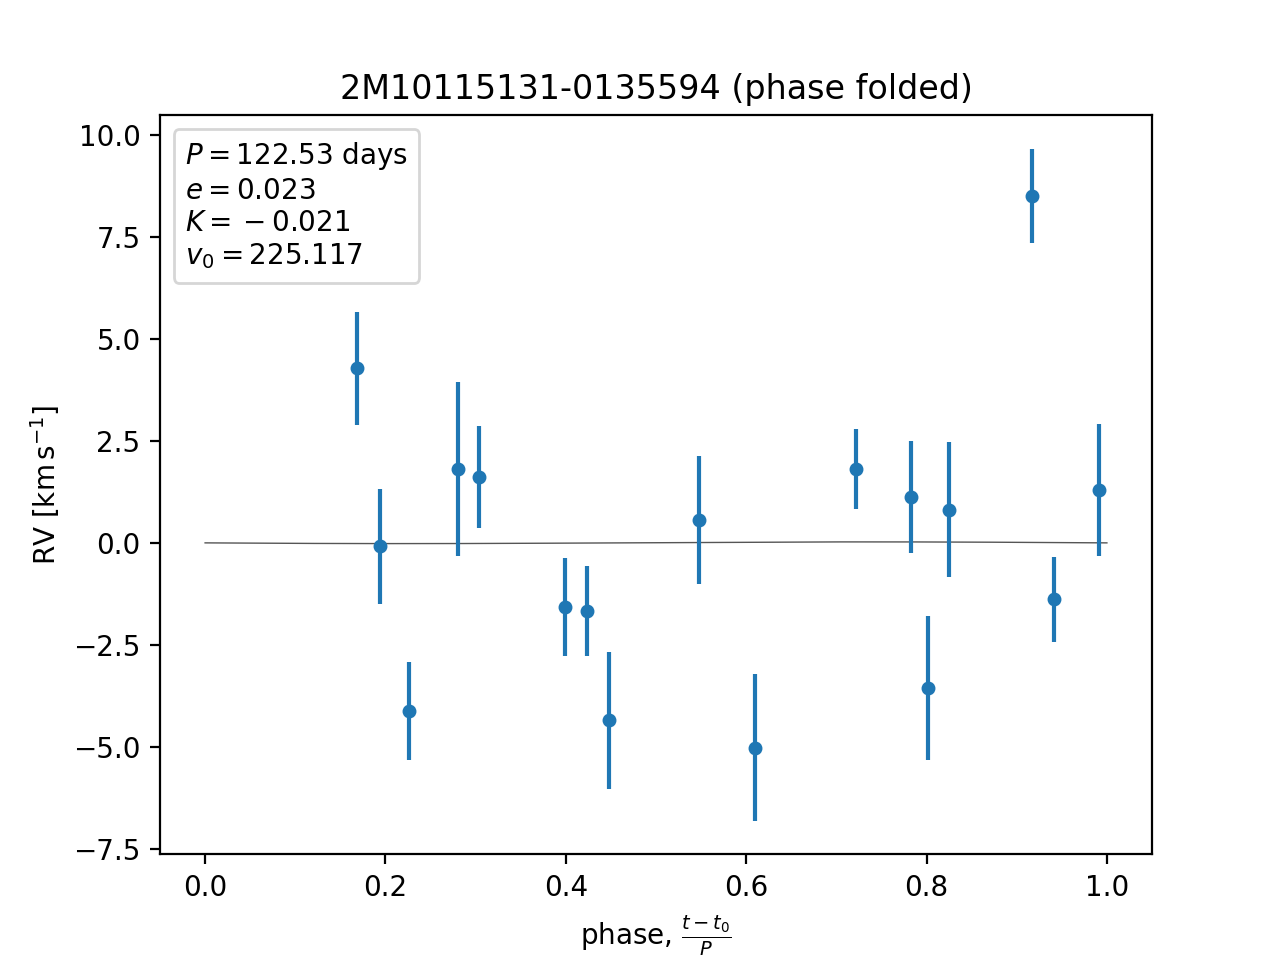 2M10115131-0135594 (phase folded)
P = 122.53 days
e = 0.023
K = −0.021
v₀ = 225.117
10.0
7.5
5.0
2.5
0.0
−2.5
−5.0
−7.5
RV [km s⁻¹]
0.0 0.2 0.4 0.6 0.8 1.0
phase, (t − t₀)/P